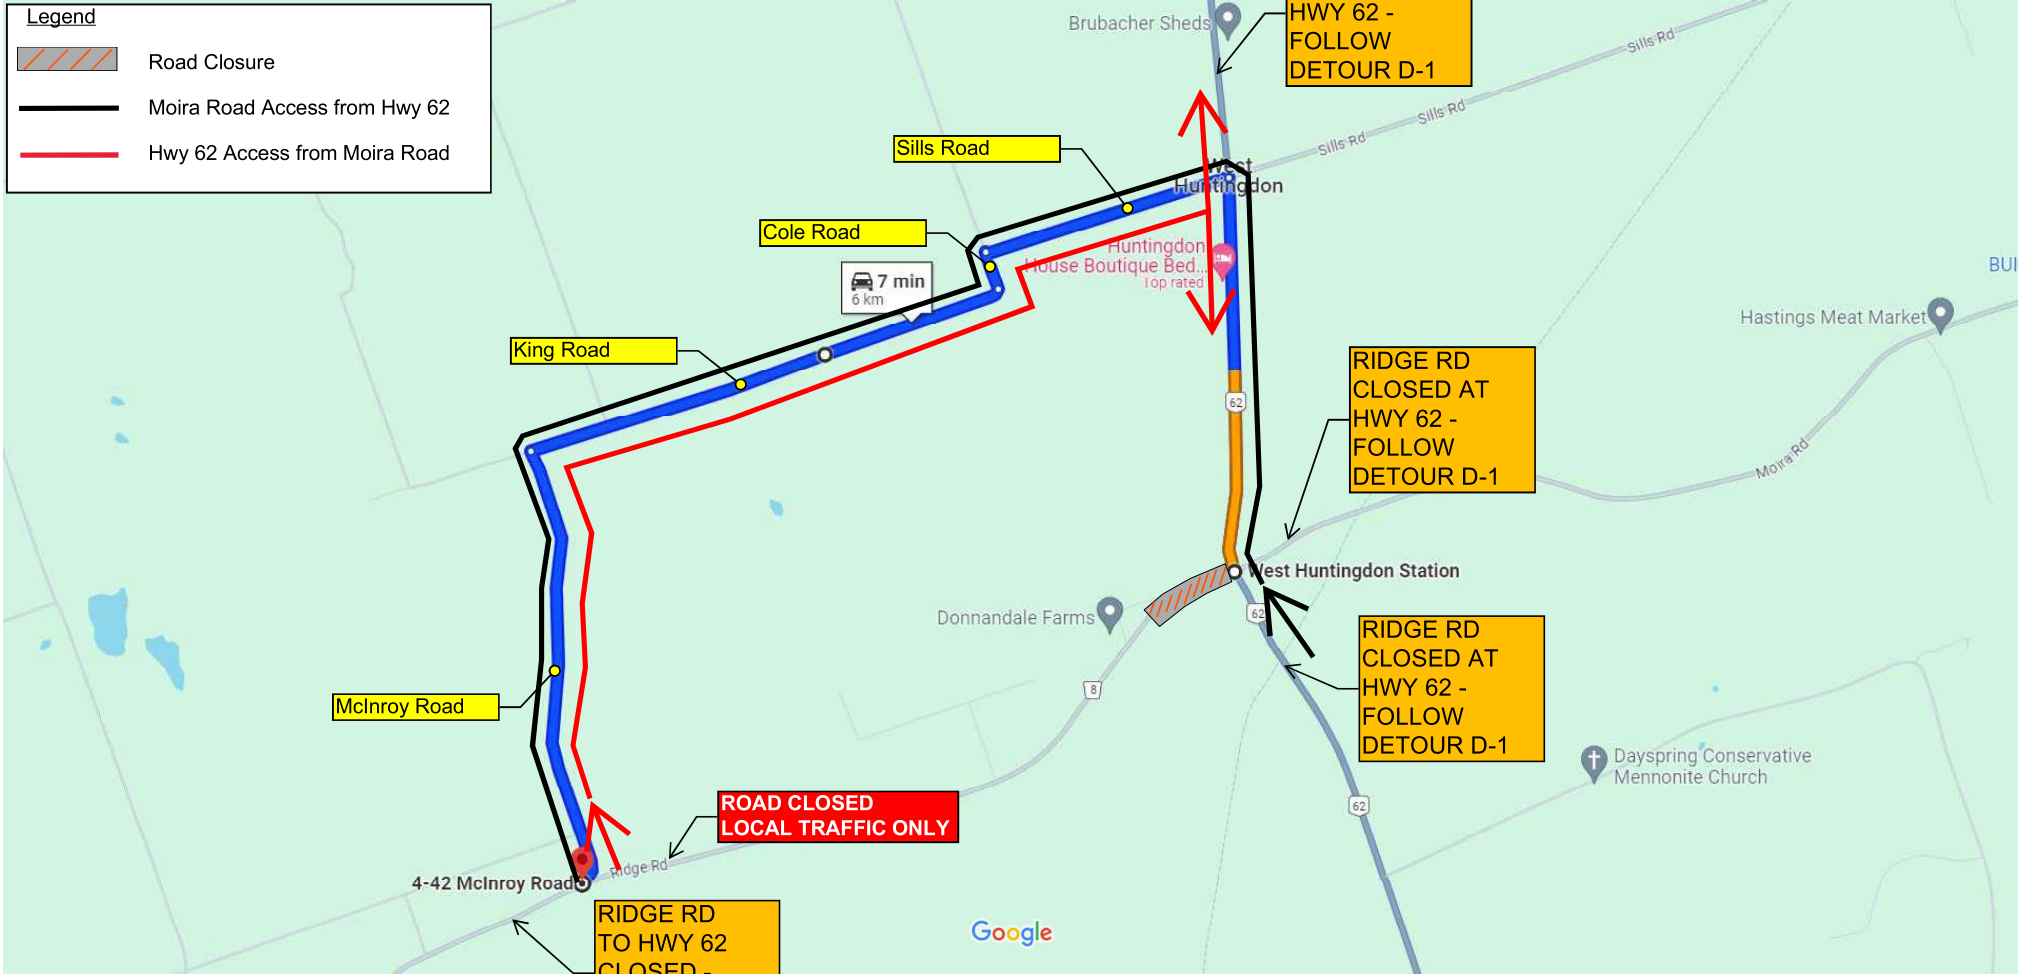 Legend
Road Closure
Moira Road Access from Hwy 62
Hwy 62 Access from Moira Road
Brubacher Sheds
HWY 62 -
FOLLOW
DETOUR D-1
Sills Rd
Sills Rd
Sills Rd
Sills Road
West
Huntingdon
Cole Road
Huntingdon
House Boutique Bed...
Top rated
7 min
6 km
BUI
Hastings Meat Market
King Road
RIDGE RD
CLOSED AT
HWY 62 -
FOLLOW
DETOUR D-1
62
Moira Rd
West Huntingdon Station
Donnandale Farms
62
RIDGE RD
CLOSED AT
HWY 62 -
FOLLOW
DETOUR D-1
8
McInroy Road
Dayspring Conservative
Mennonite Church
62
ROAD CLOSED
LOCAL TRAFFIC ONLY
Ridge Rd
4-42 McInroy Road
RIDGE RD
TO HWY 62
CLOSED -
Google